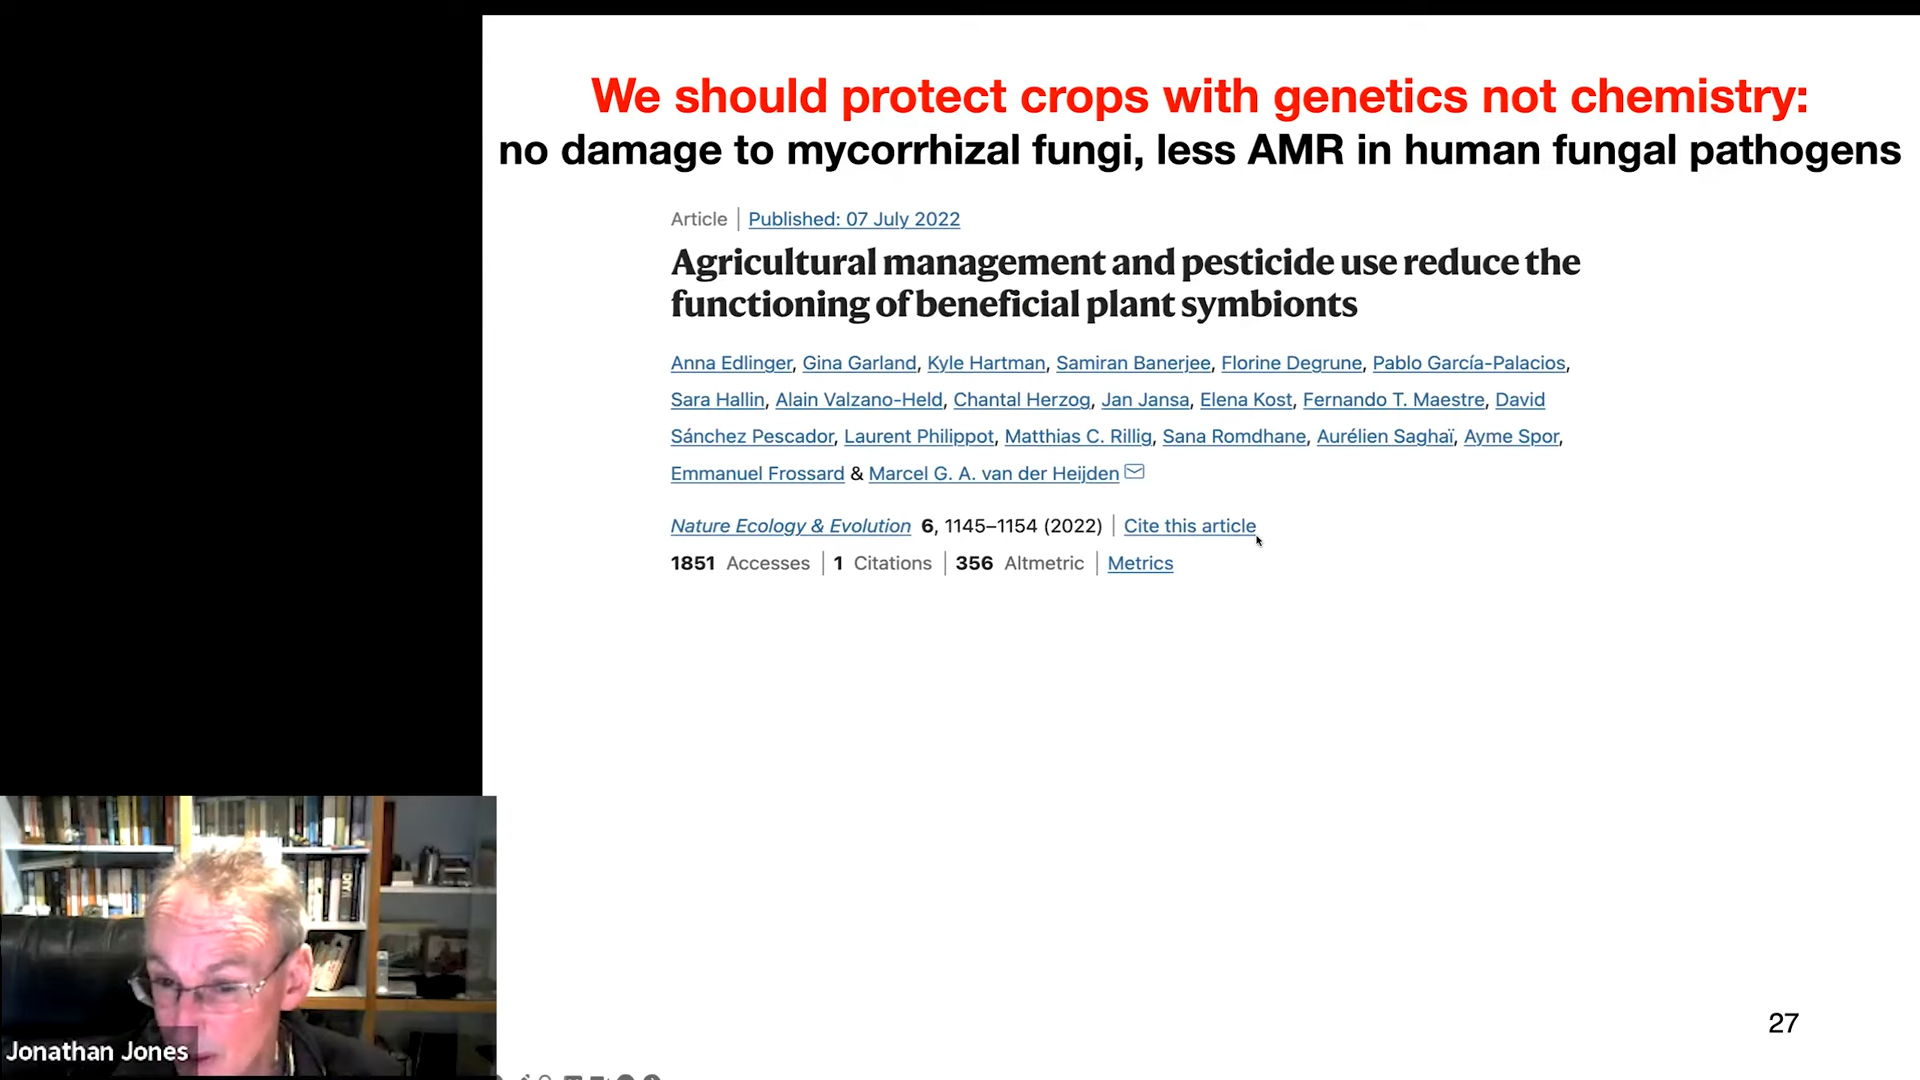 We should protect crops with genetics not chemistry:
no damage to mycorrhizal fungi, less AMR in human fungal pathogens
Article | Published: 07 July 2022
Agricultural management and pesticide use reduce the
functioning of beneficial plant symbionts
Anna Edlinger, Gina Garland, Kyle Hartman, Samiran Banerjee, Florine Degrune, Pablo García-Palacios,
Sara Hallin, Alain Valzano-Held, Chantal Herzog, Jan Jansa, Elena Kost, Fernando T. Maestre, David
Sánchez Pescador, Laurent Philippot, Matthias C. Rillig, Sana Romdhane, Aurélien Saghaï, Ayme Spor,
Emmanuel Frossard & Marcel G. A. van der Heijden
Nature Ecology & Evolution 6, 1145–1154 (2022) | Cite this article
1851 Accesses | 1 Citations | 356 Altmetric | Metrics
27
Jonathan Jones